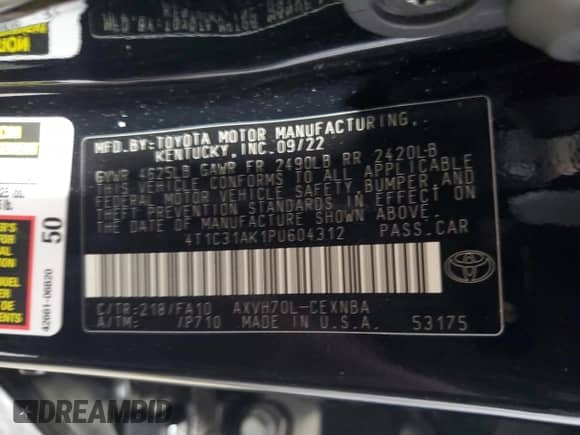 MFD.BY:TOYOTA MOTOR MANUFACTURING,
KENTUCKY, INC.09/22
GVWR 4625LB GAWR FR 2490LB RR 2420LB
THIS VEHICLE CONFORMS TO ALL APPLICABLE
FEDERAL MOTOR VEHICLE SAFETY, BUMPER, AND
THEFT PREVENTION STANDARDS IN EFFECT ON
THE DATE OF MANUFACTURE SHOWN ABOVE.
4T1C31AK1PU604312 PASS.CAR
C/TR:218/FA10 AXVH70L-CEXNBA
A/TM: /P710 MADE IN U.S.A. 53175
50
42661-06B20
DREAMBID